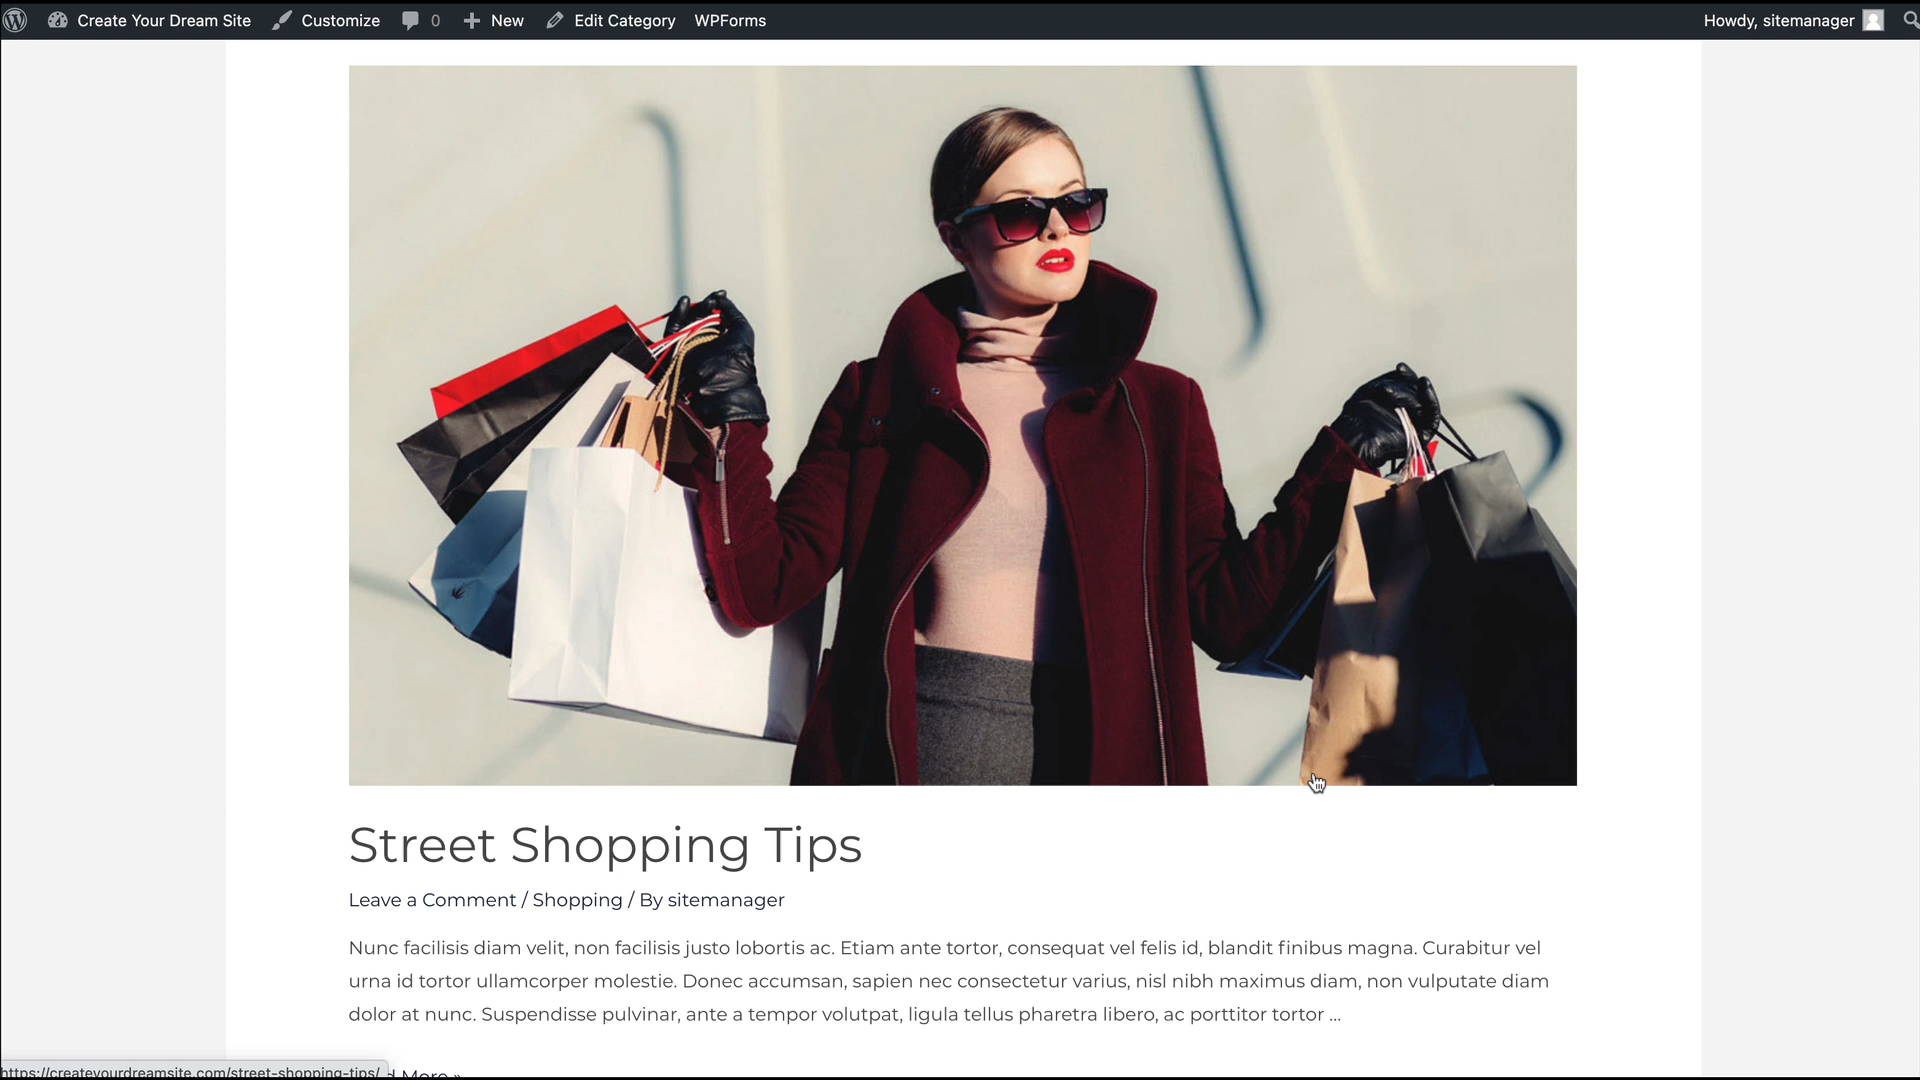 Create Your Dream Site Customize 0 New Edit Category WPForms Howdy, sitemanager
Street Shopping Tips
Leave a Comment / Shopping / By sitemanager
Nunc facilisis diam velit, non facilisis justo lobortis ac. Etiam ante tortor, consequat vel felis id, blandit finibus magna. Curabitur vel
urna id tortor ullamcorper molestie. Donec accumsan, sapien nec consectetur varius, nisl nibh maximus diam, non vulputate diam
dolor at nunc. Suspendisse pulvinar, ante a tempor volutpat, ligula tellus pharetra libero, ac porttitor tortor ...
https://createyourdreamsite.com/street-shopping-tips/ d More »